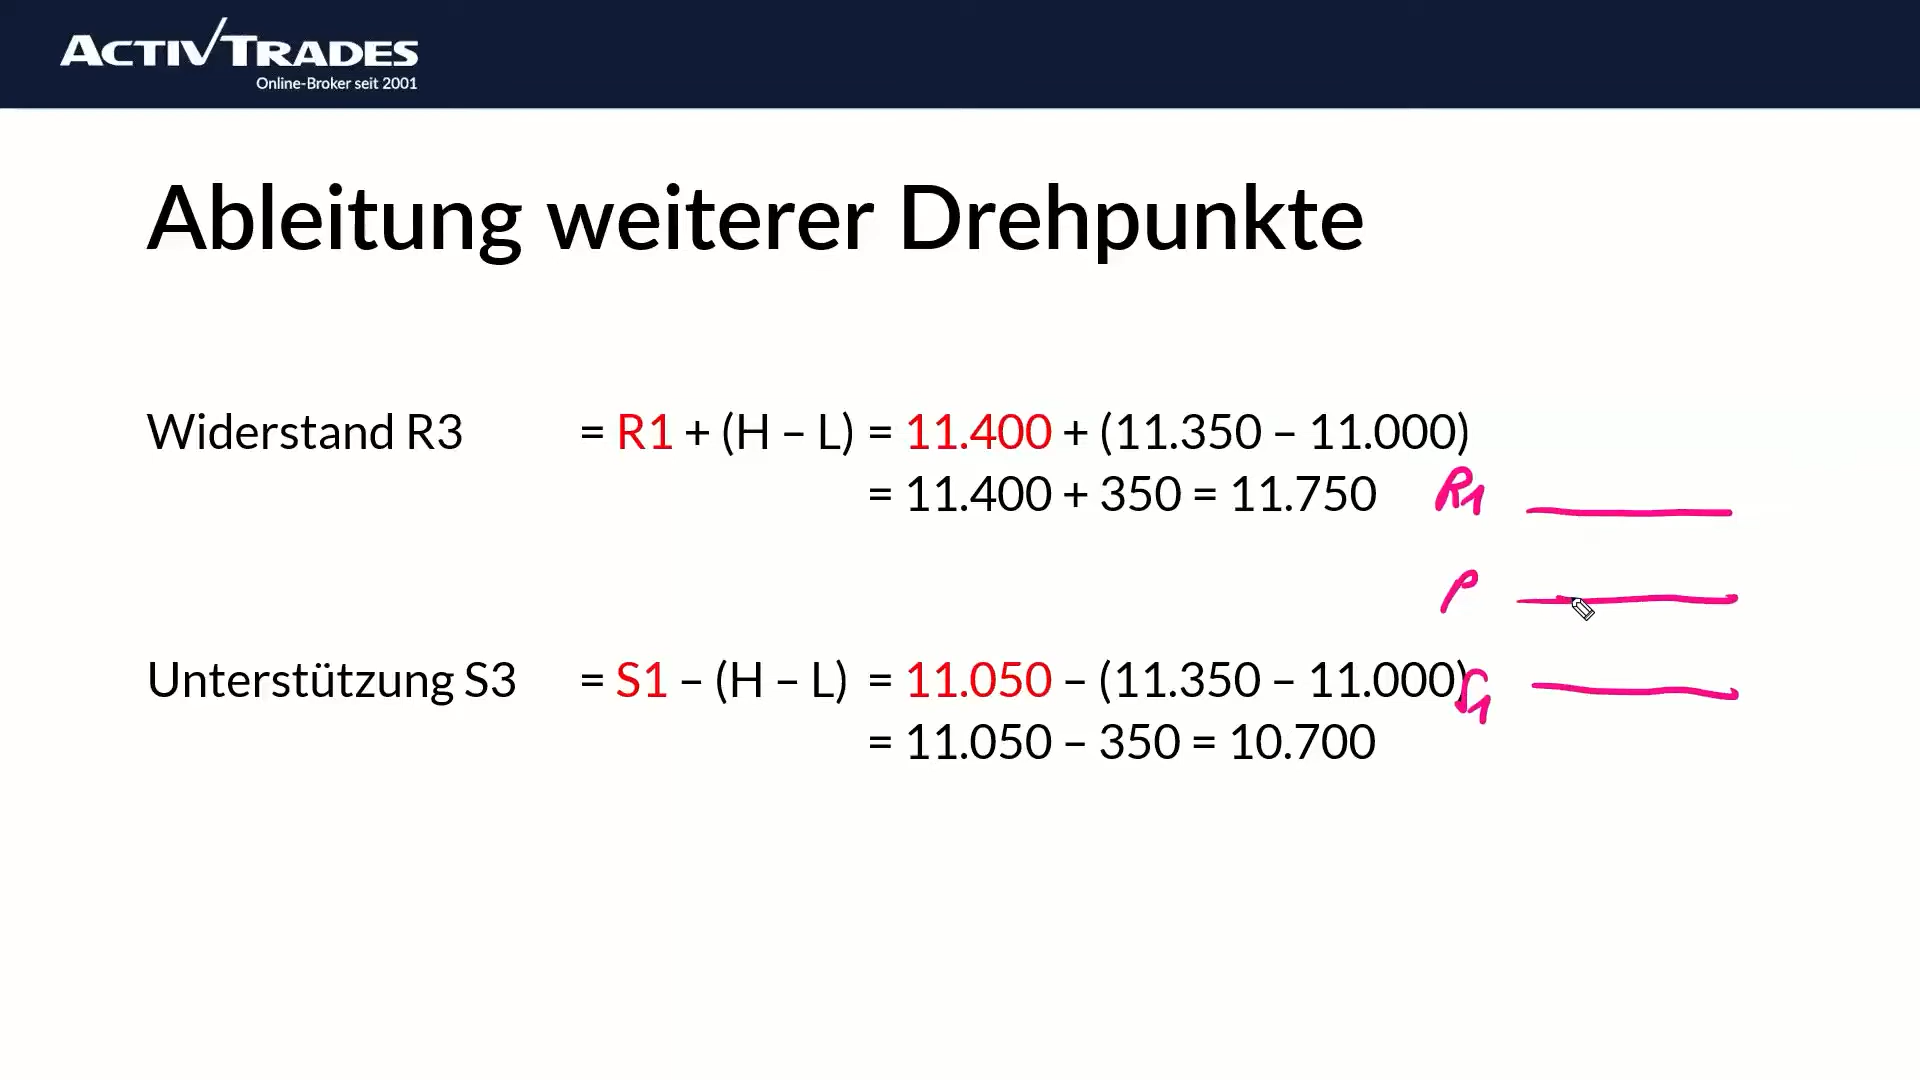 ACTIVTRADES
Online-Broker seit 2001
Ableitung weiterer Drehpunkte
Widerstand R3 = R1 + (H – L) = 11.400 + (11.350 – 11.000)
= 11.400 + 350 = 11.750
R1
P
Unterstützung S3 = S1 – (H – L) = 11.050 – (11.350 – 11.000)
S1
= 11.050 – 350 = 10.700